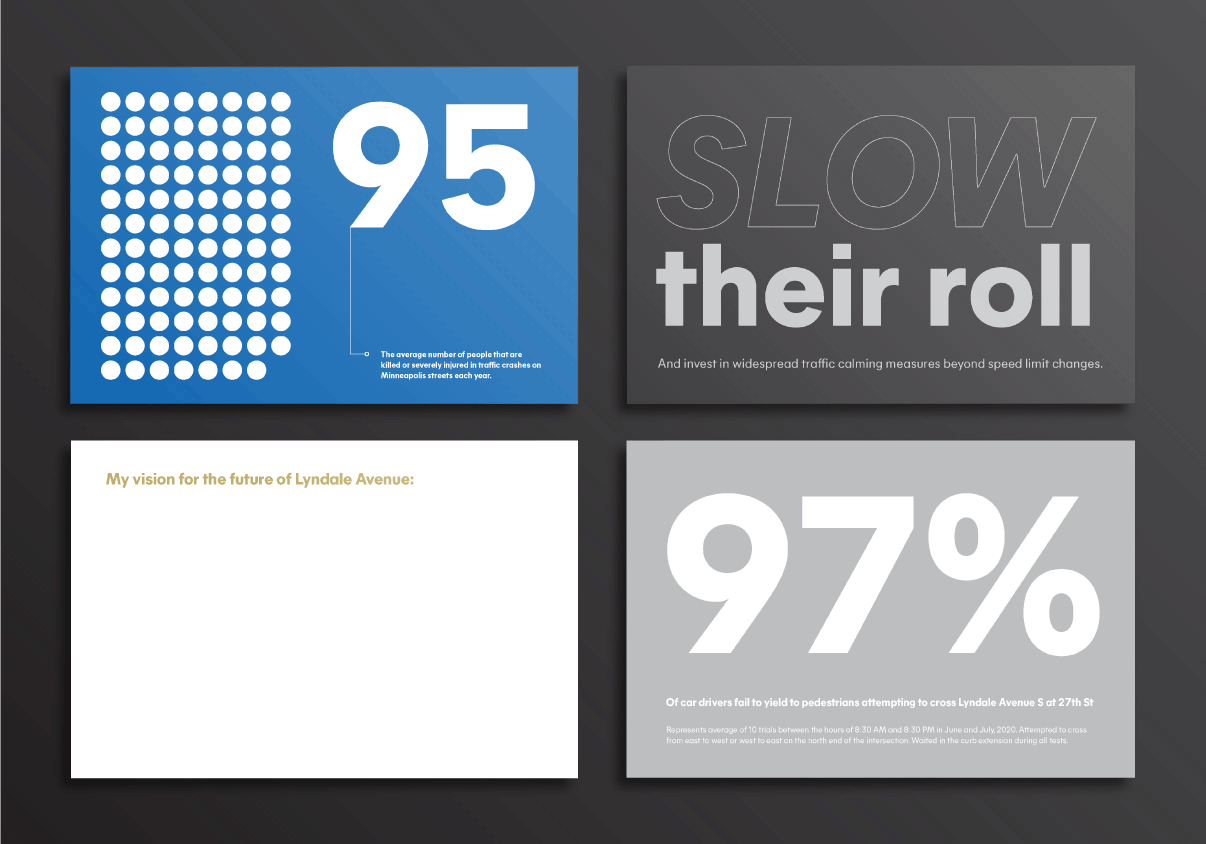 95
The average number of people that are
killed or severely injured in traffic crashes on
Minneapolis streets each year.
SLOW
their roll
And invest in widespread traffic calming measures beyond speed limit changes.
My vision for the future of Lyndale Avenue:
97%
Of car drivers fail to yield to pedestrians attempting to cross Lyndale Avenue S at 27th St
Represents average of 10 trials between the hours of 8:30 AM and 8:30 PM in June and July, 2020. Attempted to cross
from east to west or west to east on the north end of the intersection. Waited in the curb extension during all tests.